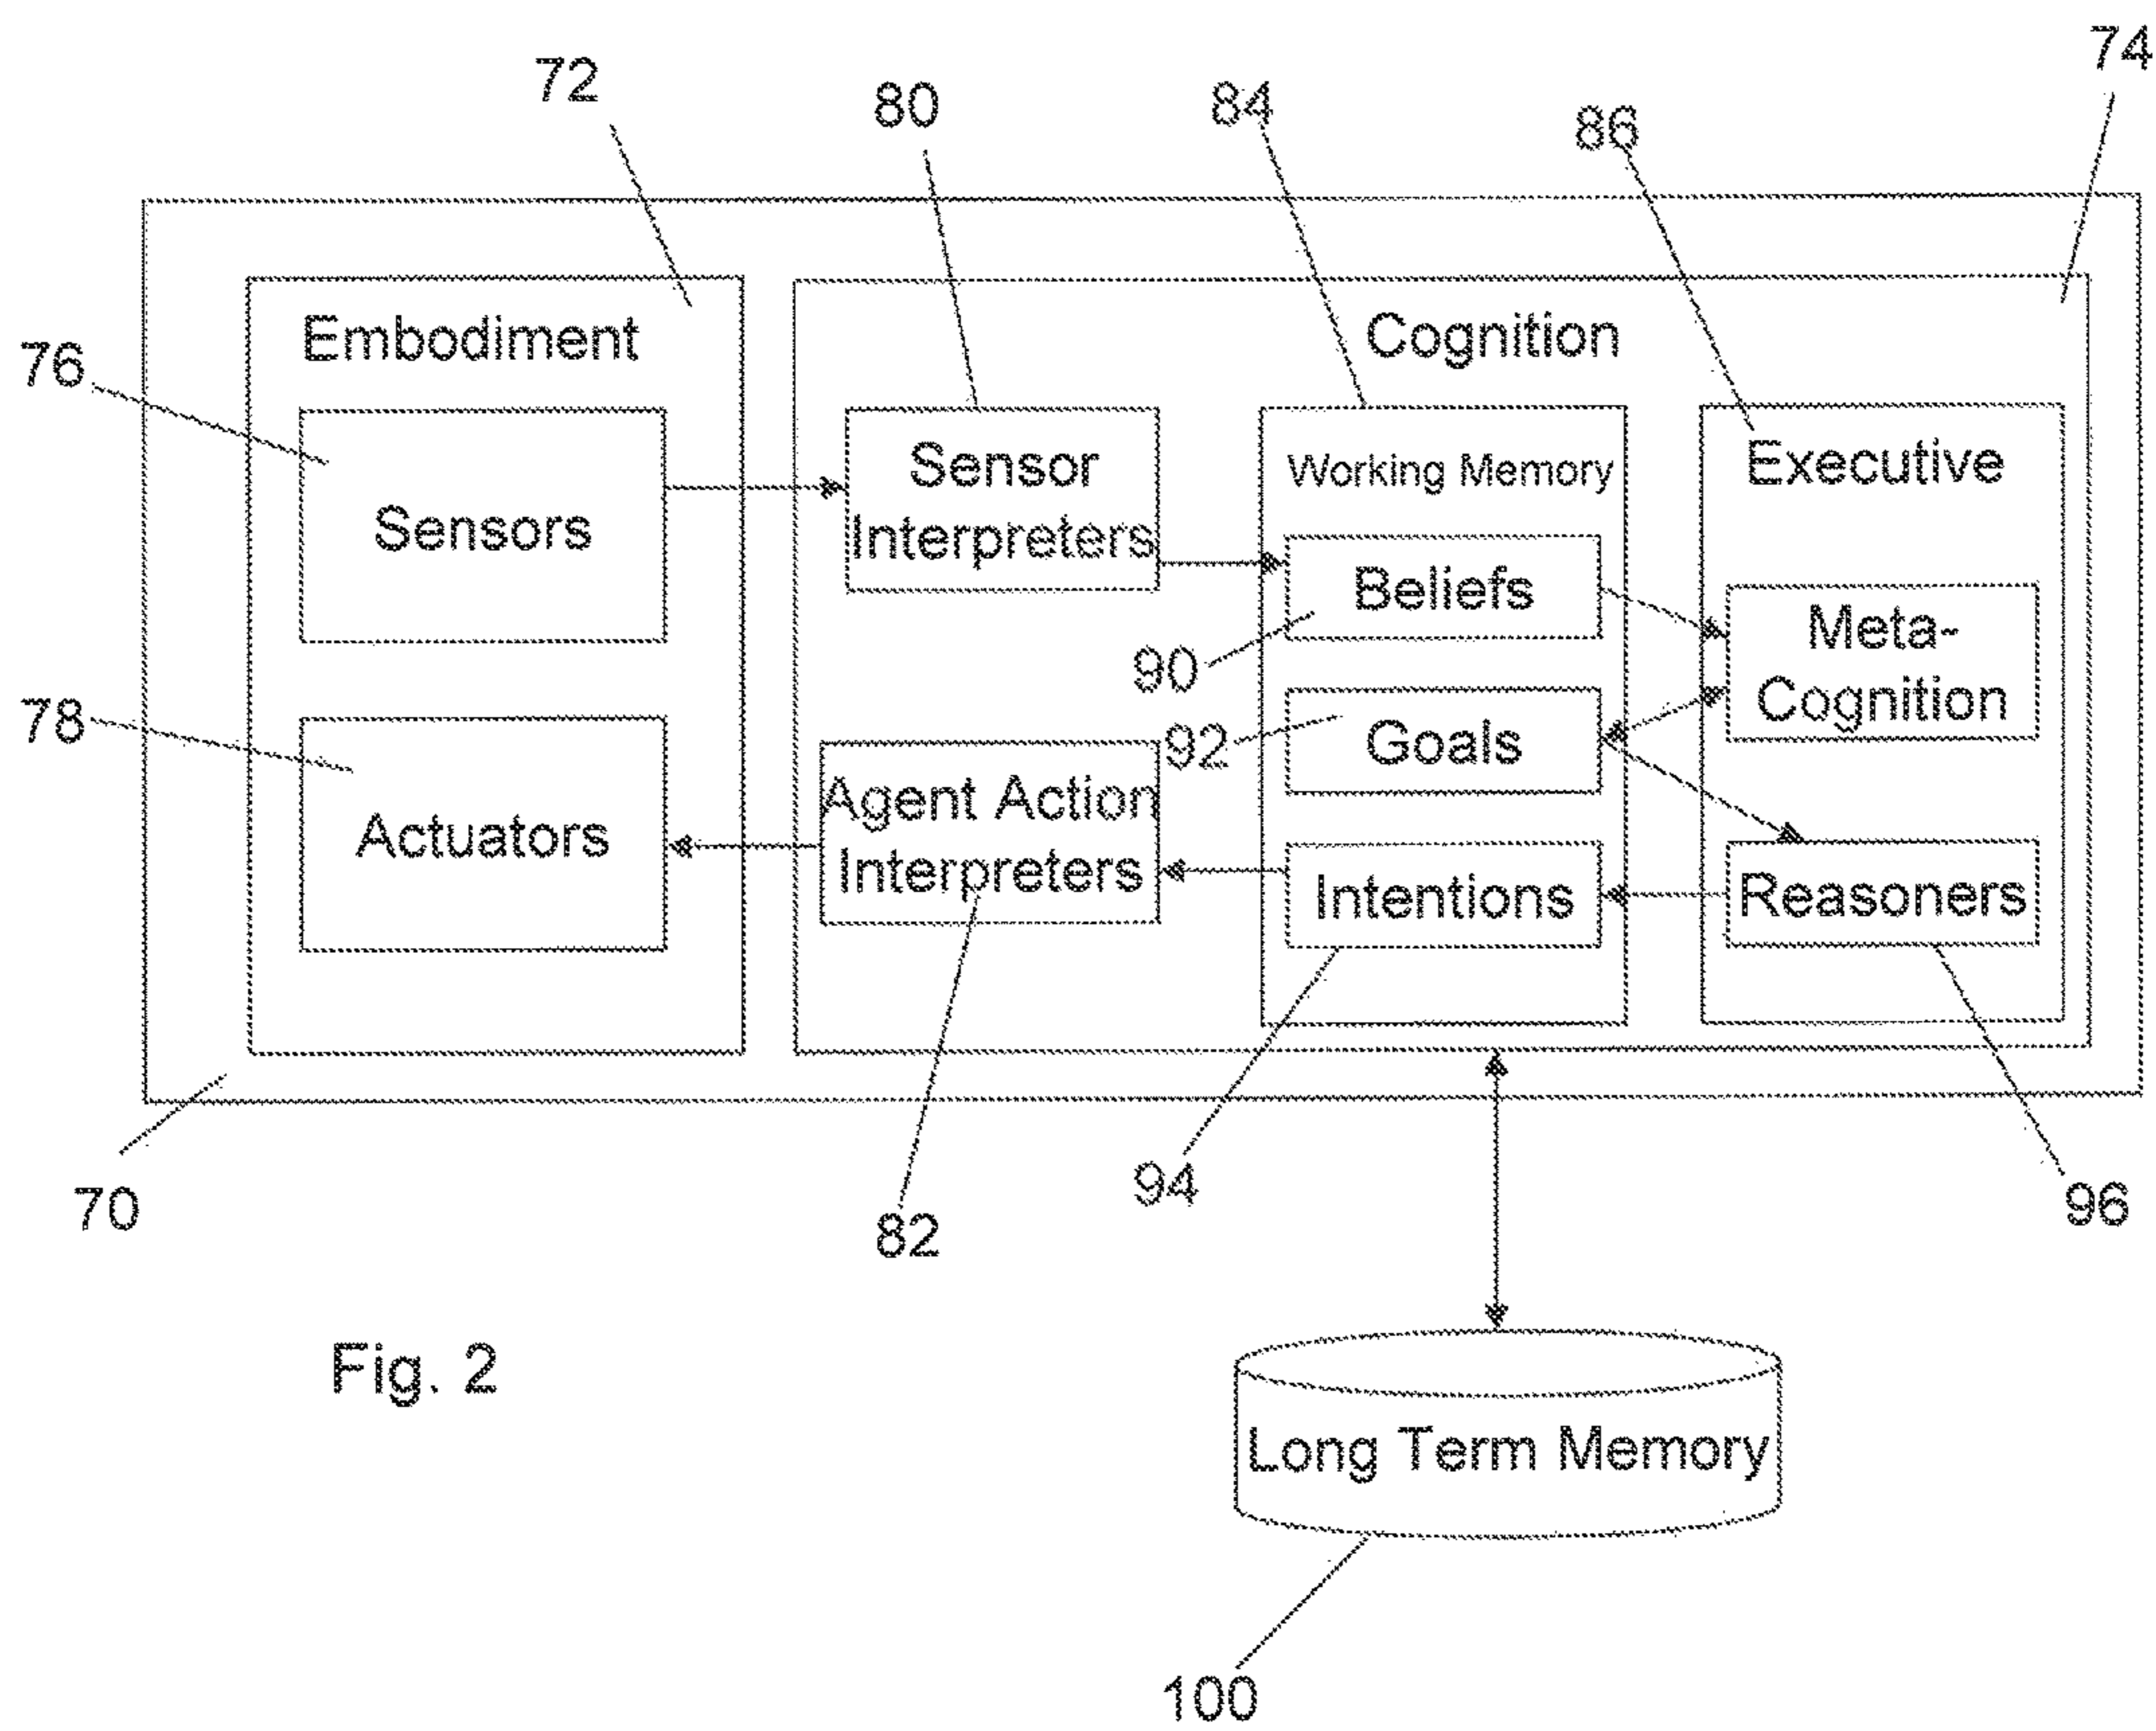 74
72
80
84
86
Embodiment
Cognition
76
Sensors
Sensor
Interpreters
Working Memory
Executive
Beliefs
90
Meta-
Cognition
78
Actuators
Agent Action
Interpreters
92
Goals
Intentions
Reasoners
70
82
94
96
Fig. 2
Long Term Memory
100